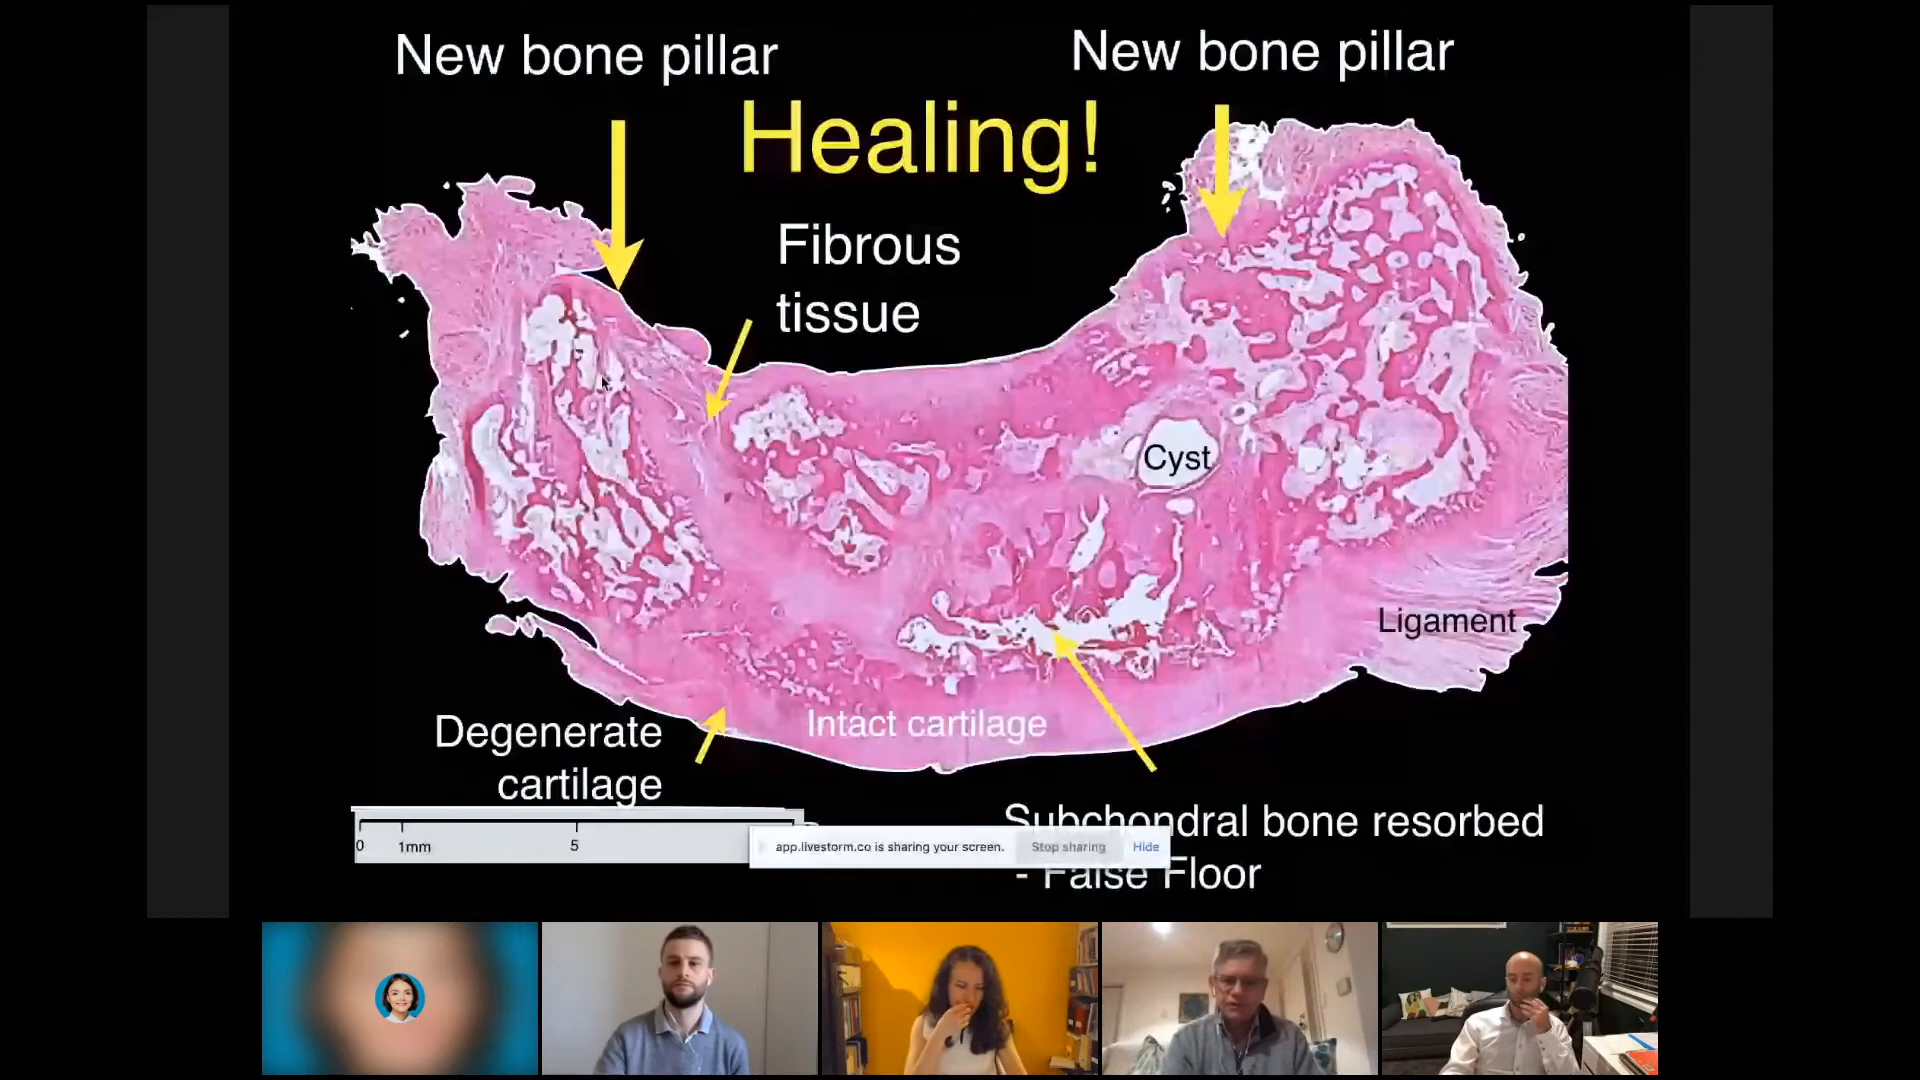 New bone pillar
New bone pillar
Healing!
Fibrous
tissue
Cyst
Ligament
Intact cartilage
Degenerate
cartilage
Subchondral bone resorbed
- False Floor
0 1mm 5
app.livestorm.co is sharing your screen. Stop sharing Hide